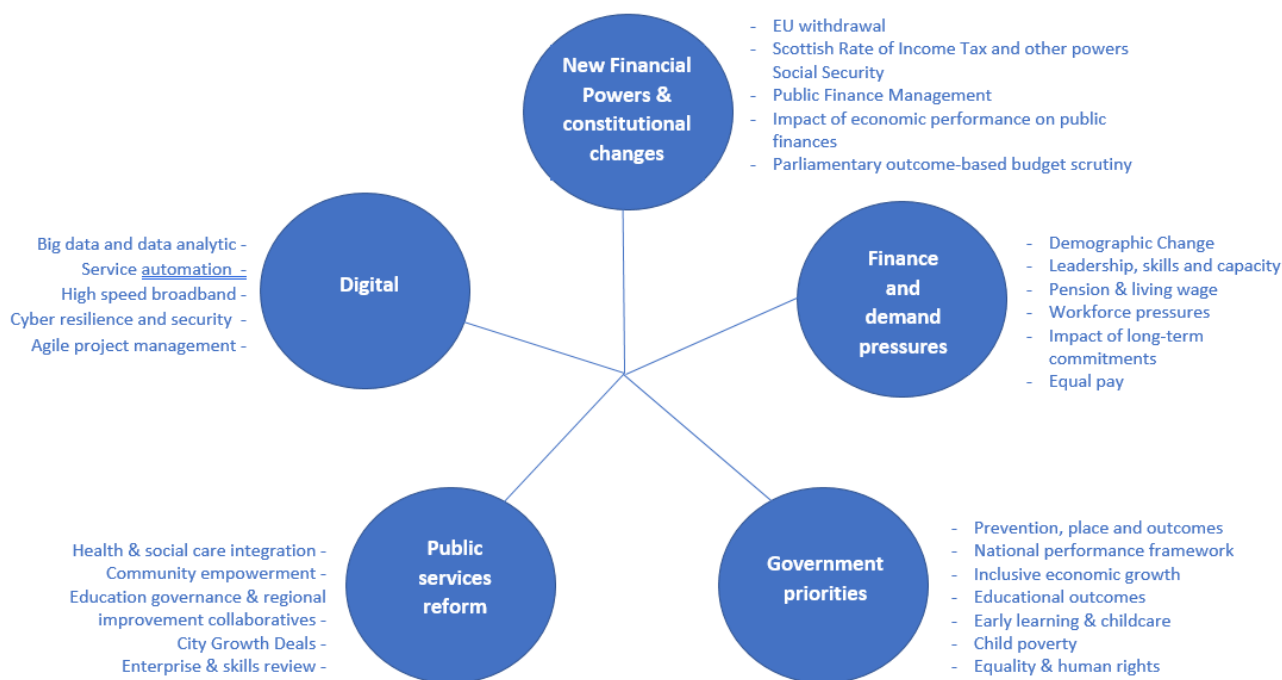 New Financial
Powers &
constitutional
changes
- EU withdrawal
- Scottish Rate of Income Tax and other powers
Social Security
- Public Finance Management
- Impact of economic performance on public
finances
- Parliamentary outcome-based budget scrutiny
Finance
and
demand
pressures
- Demographic Change
- Leadership, skills and capacity
- Pension & living wage
- Workforce pressures
- Impact of long-term
commitments
- Equal pay
Government
priorities
- Prevention, place and outcomes
- National performance framework
- Inclusive economic growth
- Educational outcomes
- Early learning & childcare
- Child poverty
- Equality & human rights
Public
services
reform
Health & social care integration -
Community empowerment -
Education governance & regional
improvement collaboratives -
City Growth Deals -
Enterprise & skills review -
Digital
Big data and data analytic -
Service automation -
High speed broadband -
Cyber resilience and security -
Agile project management -